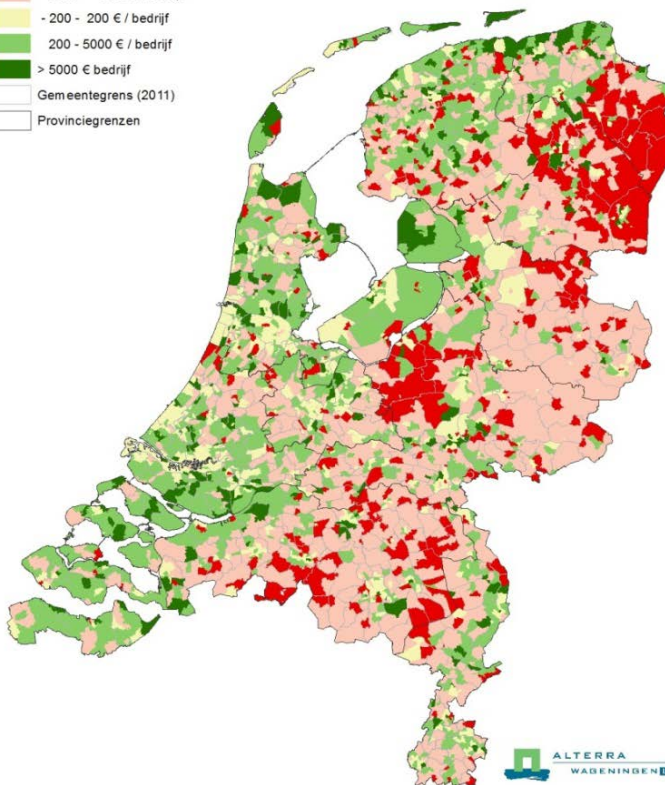 - 200 - 200 € / bedrijf
200 - 5000 € / bedrijf
> 5000 € bedrijf
Gemeentegrens (2011)
Provinciegrenzen
ALTERRA
WAGENINGEN